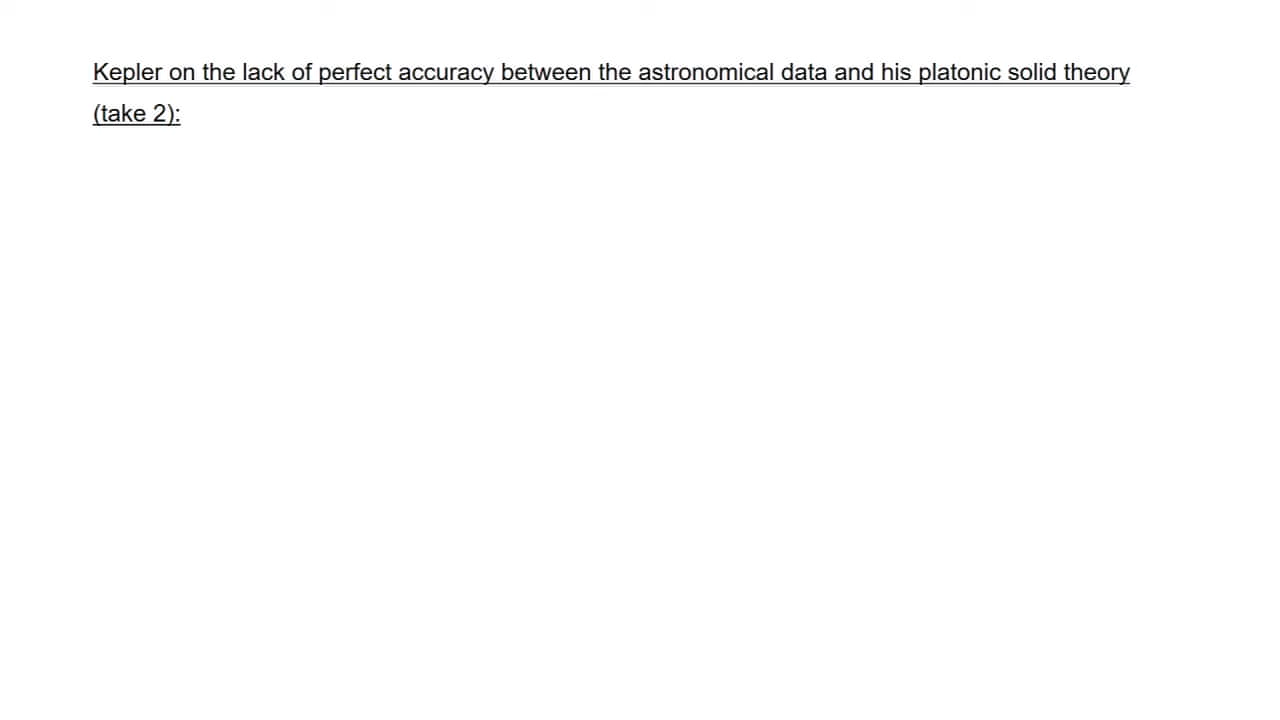 Kepler on the lack of perfect accuracy between the astronomical data and his platonic solid theory
(take 2):